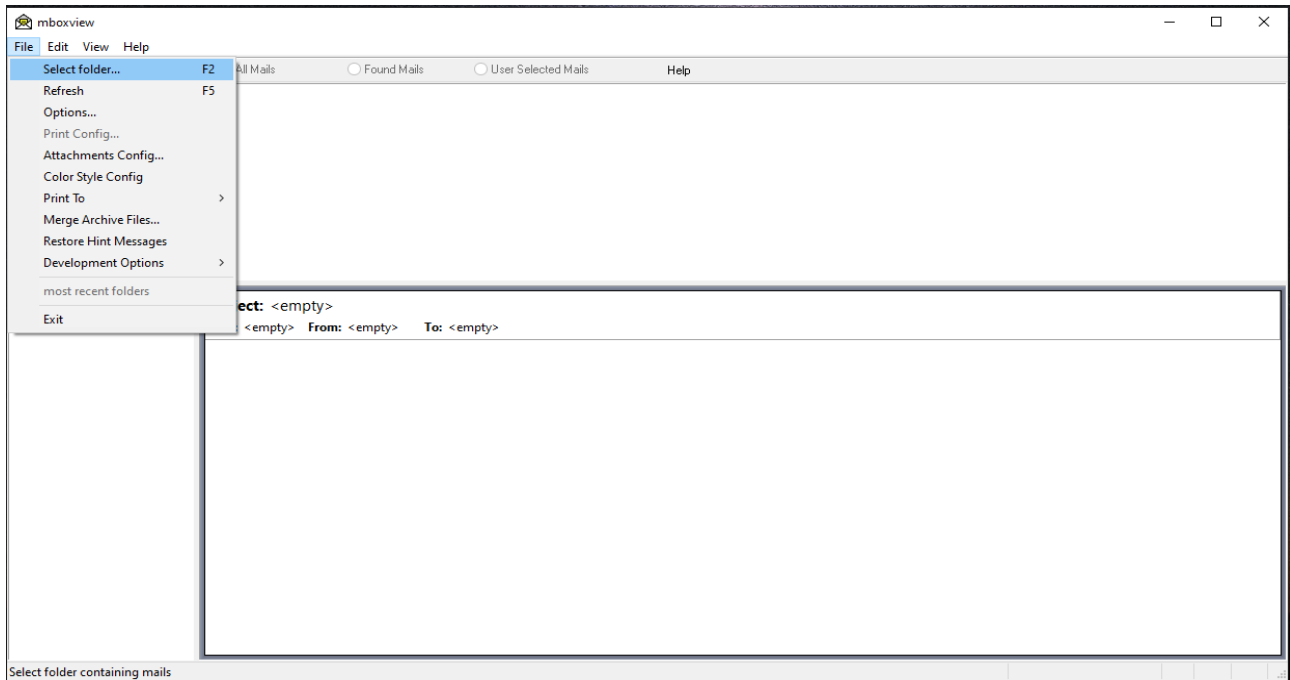 mboxview
File Edit View Help
Select folder... F2 All Mails Found Mails User Selected Mails Help
Refresh F5
Options...
Print Config...
Attachments Config...
Color Style Config
Print To >
Merge Archive Files...
Restore Hint Messages
Development Options >
most recent folders
ect: <empty>
Exit
: <empty> From: <empty> To: <empty>
Select folder containing mails